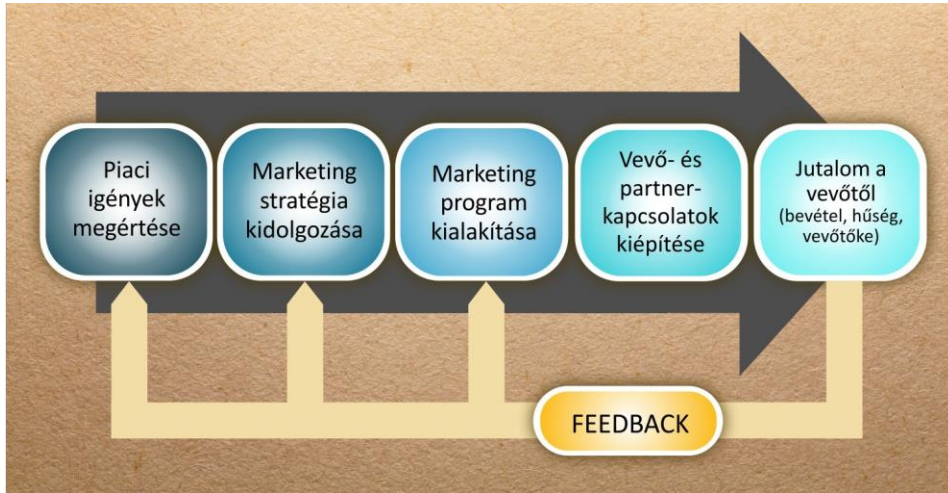 Piaci
igények
megértése
Marketing
stratégia
kidolgozása
Marketing
program
kialakítása
Vevő- és
partner-
kapcsolatok
kiépítése
Jutalom a
vevőtől
(bevétel, hűség,
vevőtőke)
FEEDBACK